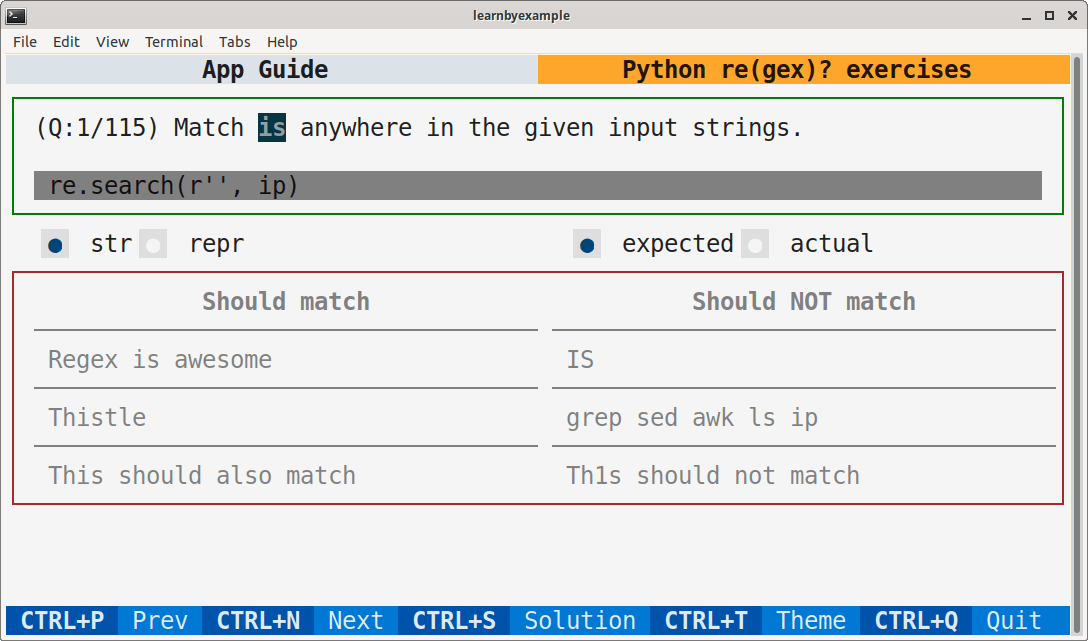 learnbyexample
File Edit View Terminal Tabs Help
App Guide Python re(gex)? exercises
(Q:1/115) Match is anywhere in the given input strings.
re.search(r'', ip)
str repr expected actual
Should match Should NOT match
Regex is awesome IS
Thistle grep sed awk ls ip
This should also match Th1s should not match
CTRL+P Prev CTRL+N Next CTRL+S Solution CTRL+T Theme CTRL+Q Quit